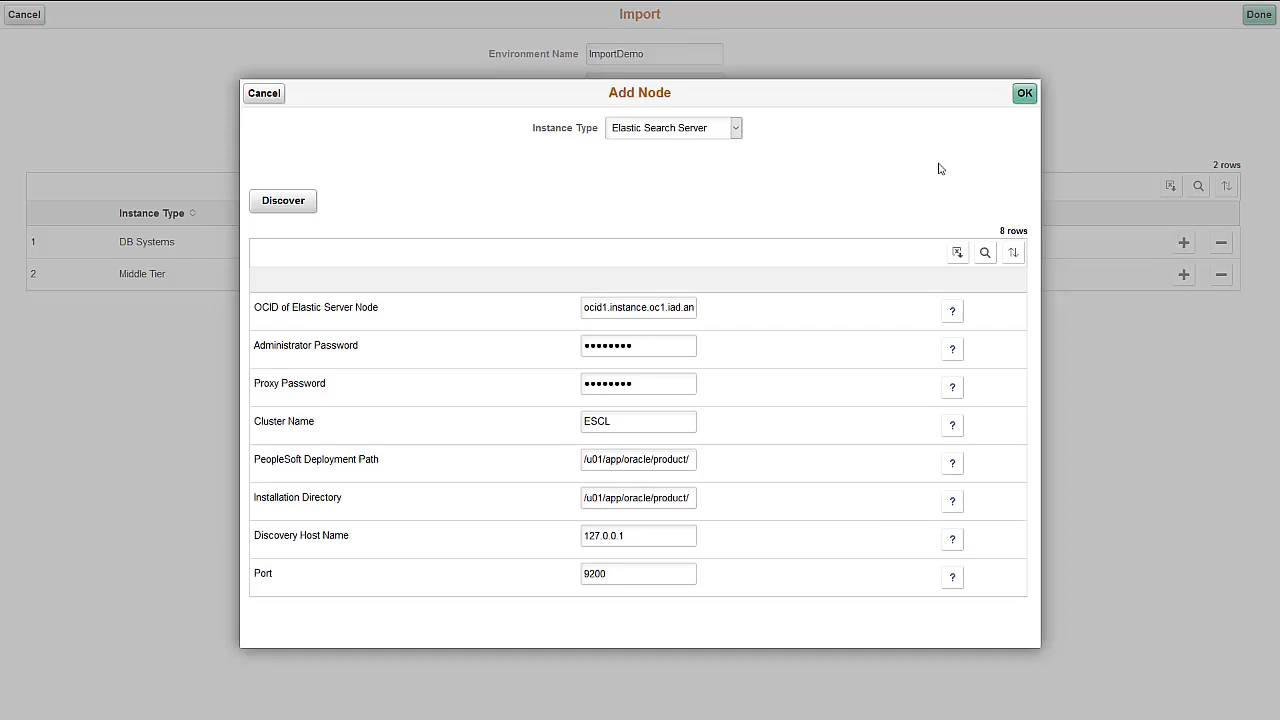 Cancel Import Done
Environment Name ImportDemo
Cancel Add Node OK
Instance Type Elastic Search Server
2 rows
Discover
Instance Type
8 rows
1 DB Systems
2 Middle Tier
OCID of Elastic Server Node ocid1.instance.oc1.iad.an ?
Administrator Password •••••••• ?
Proxy Password •••••••• ?
Cluster Name ESCL ?
PeopleSoft Deployment Path /u01/app/oracle/product/ ?
Installation Directory /u01/app/oracle/product/ ?
Discovery Host Name 127.0.0.1 ?
Port 9200 ?